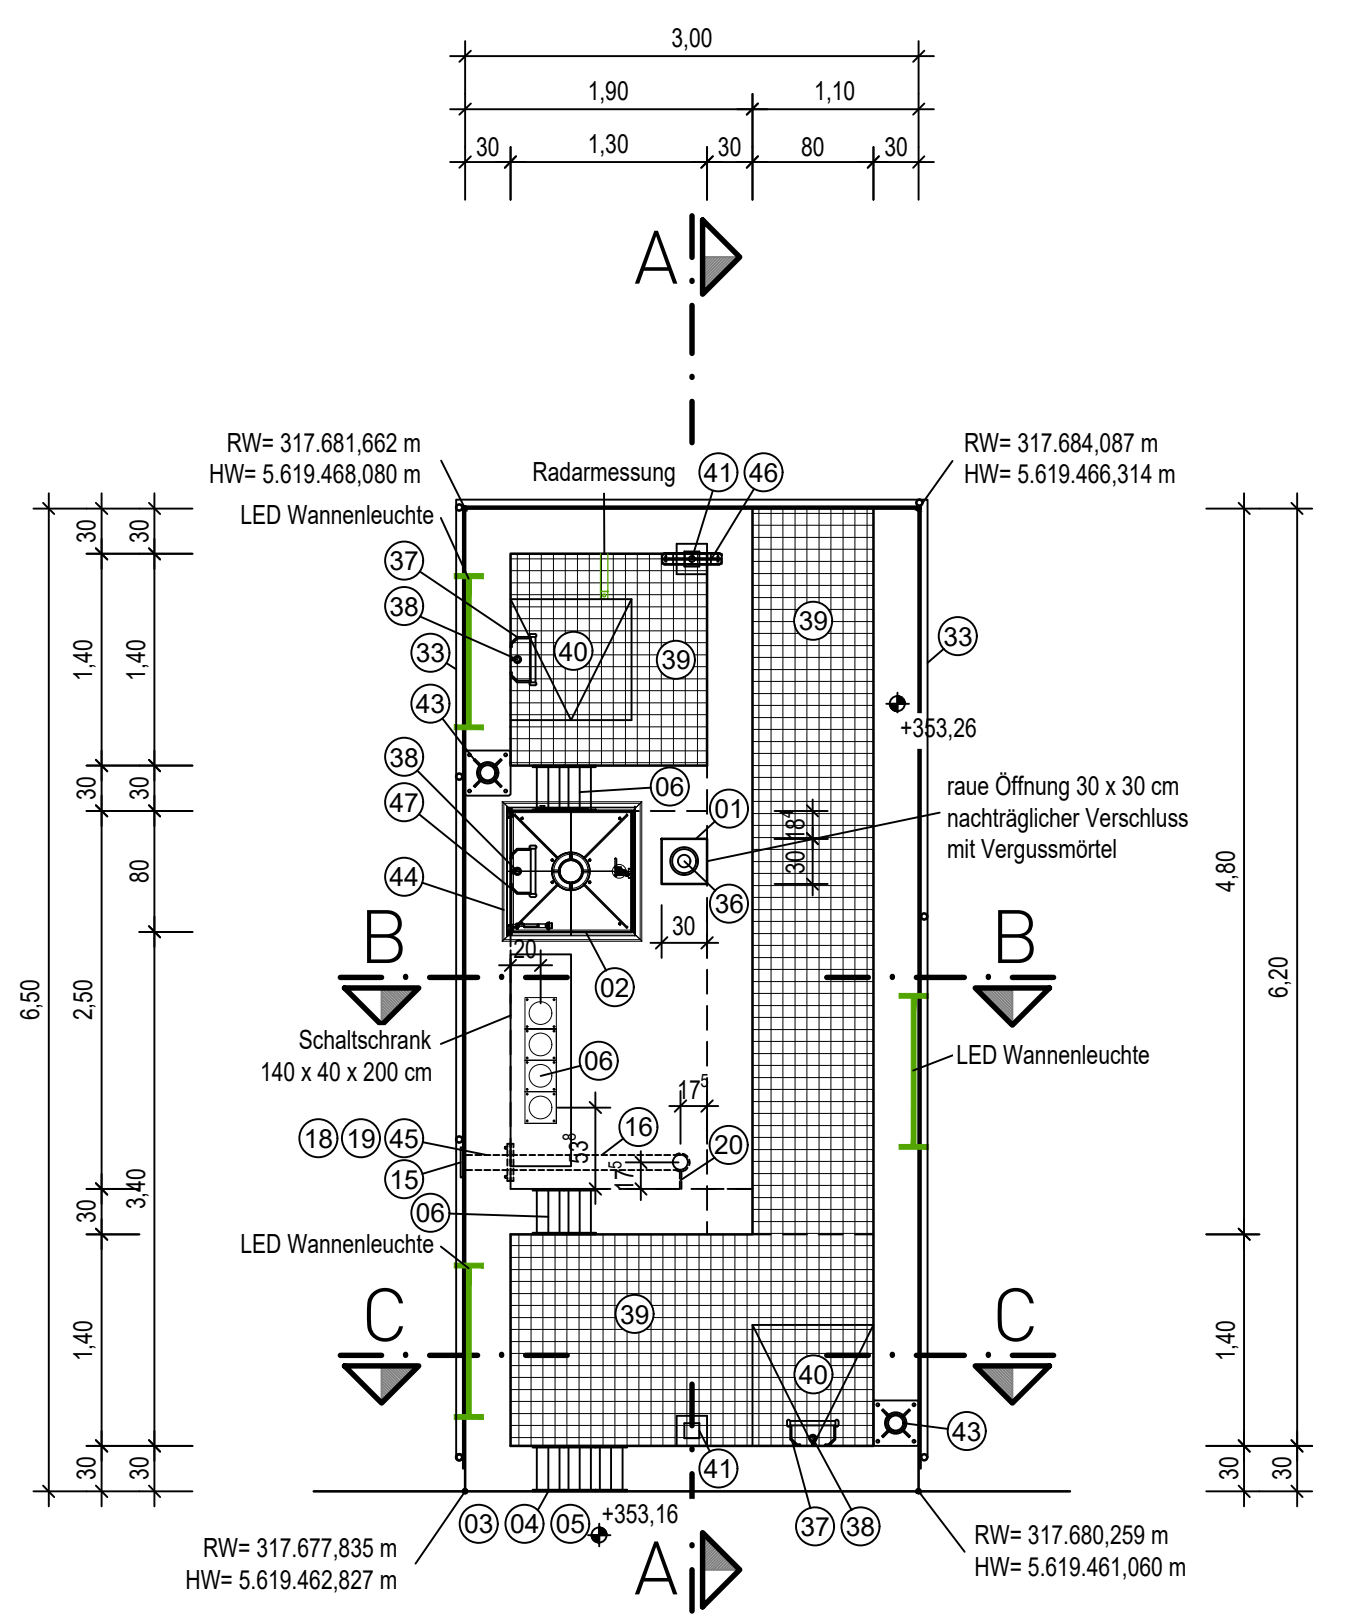 3,00
1,90 1,10
30 1,30 30 80 30
A
RW= 317.681,662 m
HW= 5.619.468,080 m
RW= 317.684,087 m
HW= 5.619.466,314 m
Radarmessung 41 46
LED Wannenleuchte
30 30
37
38
40 39 39
33 33
1,40 1,40
43
+353,26
38 06
30 30
47 01
raue Öffnung 30 x 30 cm
nachträglicher Verschluss
mit Vergussmörtel
18⁴
30
80
44 36
4,80
B 30 B
20
02
6,50 2,50 6,20
Schaltschrank
140 x 40 x 200 cm
06
LED Wannenleuchte
17⁵
18 19 45 16 20
53⁸
17⁵
15
3,40
30
06
LED Wannenleuchte
C 39 C
1,40 1,40
40
43
41
30 30 30 30
03 04 05 +353,16 37 38
RW= 317.677,835 m
HW= 5.619.462,827 m
RW= 317.680,259 m
HW= 5.619.461,060 m
A